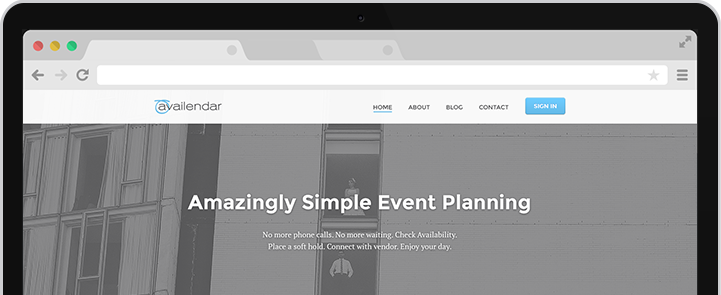 availendar
HOME ABOUT BLOG CONTACT SIGN IN
Amazingly Simple Event Planning
No more phone calls. No more waiting. Check Availability.
Place a soft hold. Connect with vendor. Enjoy your day.